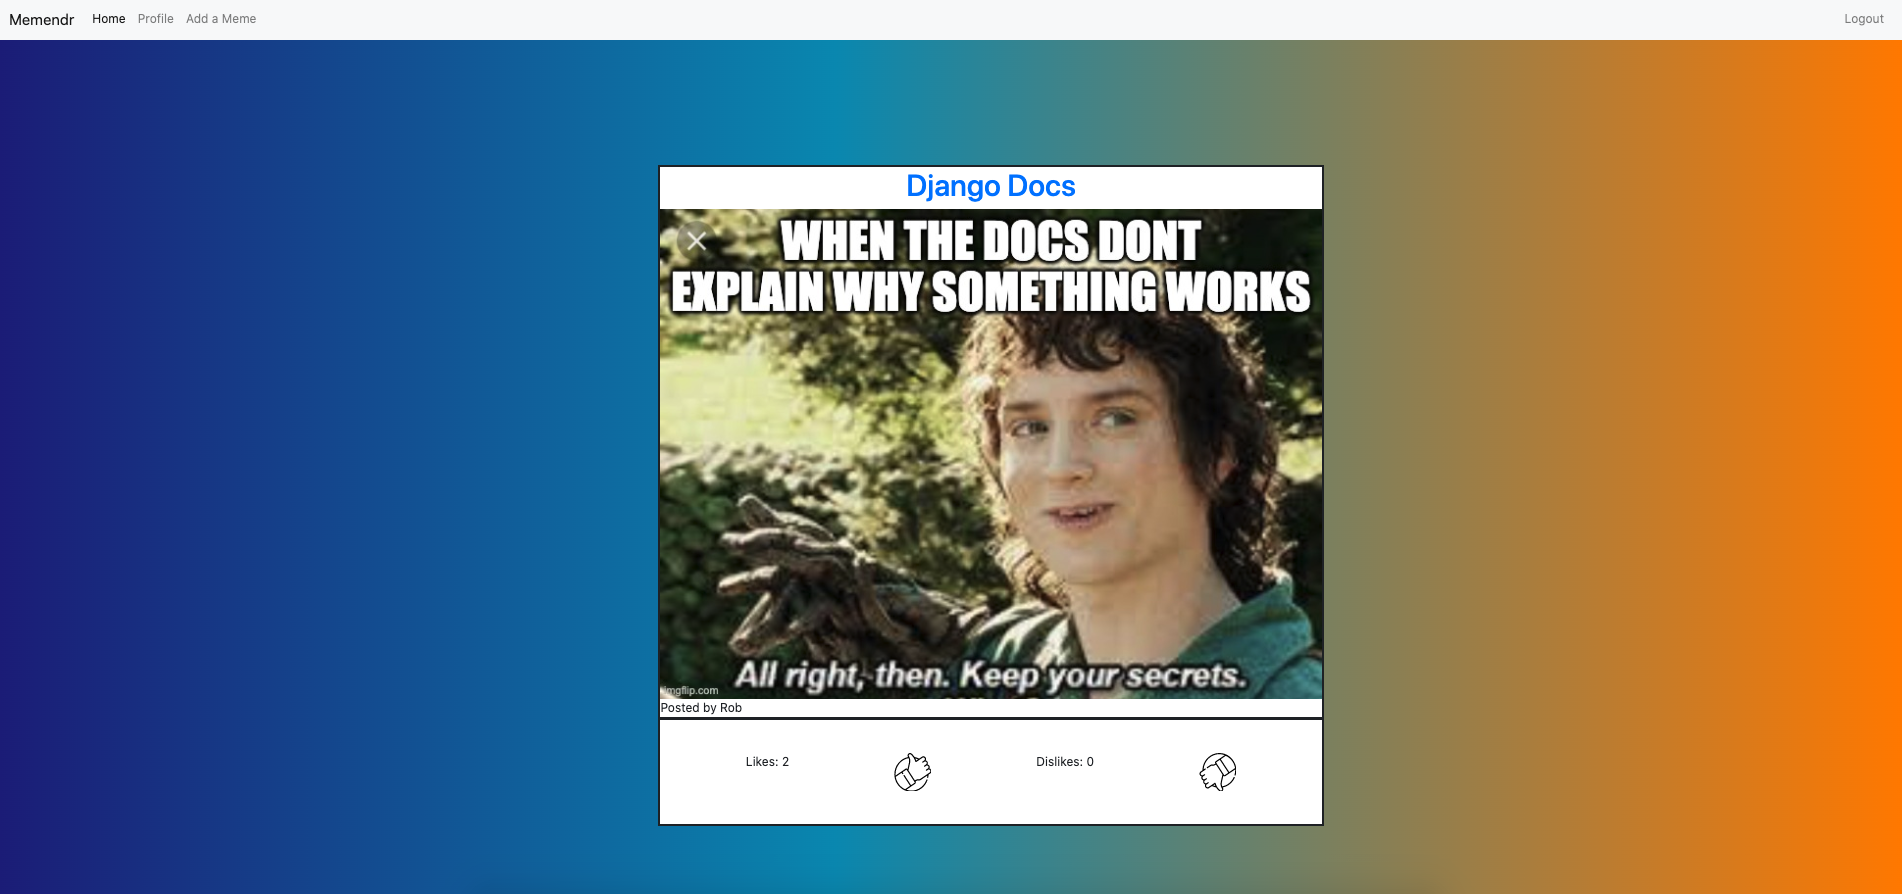 Memendr Home Profile Add a Meme Logout
Django Docs
WHEN THE DOCS DONT
EXPLAIN WHY SOMETHING WORKS
All right, then. Keep your secrets.
imgflip.com
Posted by Rob
Likes: 2 Dislikes: 0